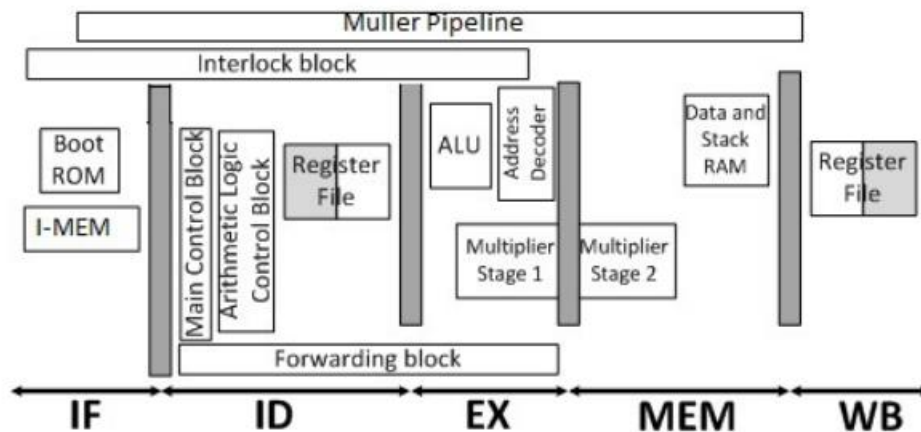 Muller Pipeline
Interlock block
Boot
ROM
I-MEM
Main Control Block
Arithmetic Logic
Control Block
Register
File
ALU
Address
Decoder
Multiplier
Stage 1
Multiplier
Stage 2
Data and
Stack
RAM
Register
File
Forwarding block
IF
ID
EX
MEM
WB